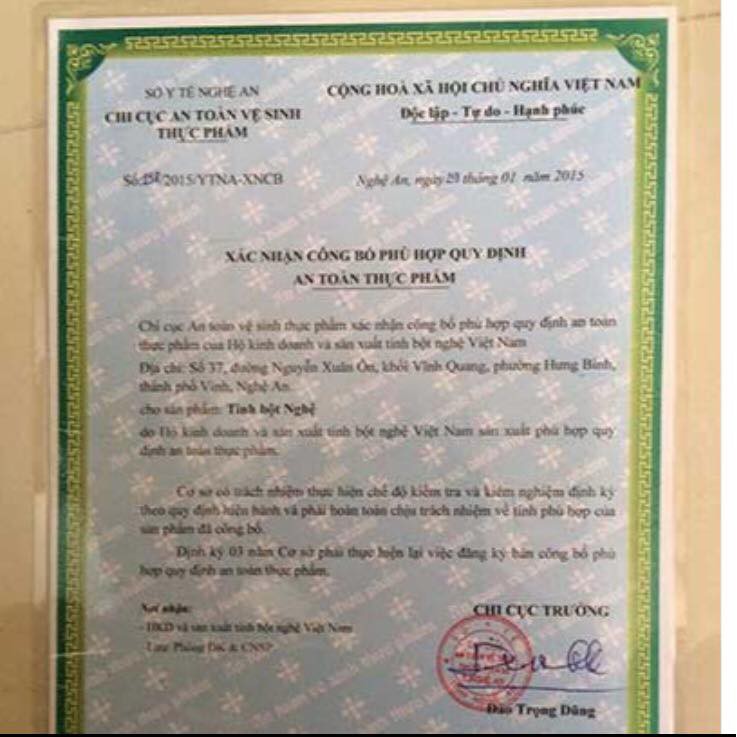 SỞ Y TẾ NGHỆ AN
CHI CỤC AN TOÀN VỆ SINH
THỰC PHẨM
CỘNG HOÀ XÃ HỘI CHỦ NGHĨA VIỆT NAM
Độc lập - Tự do - Hạnh phúc
Số: /2015/YTNA-XNCB
Nghệ An, ngày 29 tháng 01 năm 2015
XÁC NHẬN CÔNG BỐ PHÙ HỢP QUY ĐỊNH
AN TOÀN THỰC PHẨM
Chi cục An toàn vệ sinh thực phẩm xác nhận công bố phù hợp quy định an toàn
thực phẩm của Hộ kinh doanh và sản xuất tinh bột nghệ Việt Nam
Địa chỉ: Số 37, đường Nguyễn Xuân Ôn, khối Vĩnh Quang, phường Hưng Bình,
thành phố Vinh, Nghệ An.
cho sản phẩm: Tinh bột Nghệ
do Hộ kinh doanh và sản xuất tinh bột nghệ Việt Nam sản xuất phù hợp quy
định an toàn thực phẩm.
Cơ sở có trách nhiệm thực hiện chế độ kiểm tra và kiểm nghiệm định kỳ
theo quy định hiện hành và phải hoàn toàn chịu trách nhiệm về tính phù hợp của
sản phẩm đã công bố.
Định kỳ 03 năm Cơ sở phải thực hiện lại việc đăng ký bản công bố phù
hợp quy định an toàn thực phẩm.
Nơi nhận:
- HKD và sản xuất tinh bột nghệ Việt Nam
- Lưu Phòng ĐK & CNSP
CHI CỤC TRƯỞNG
Đào Trọng Dũng